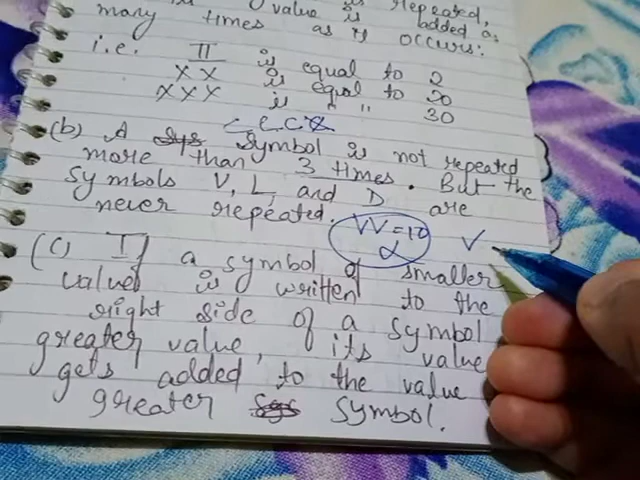 value is repeated,
many times as it added as
occurs:
i.e. II is equal to 2
XX is equal to 20
XXX is " " 30
CCCX
(b) A symbol is not repeated
more than 3 times. But the
symbols V, L, and D are
never repeated.
VV=10
V
(c) If a symbol of smaller
value is written to the
right side of a symbol
greater value, its value
gets added to the value
greater symbol.